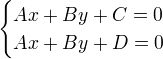 Ax + By + C = 0
Ax + By + D = 0